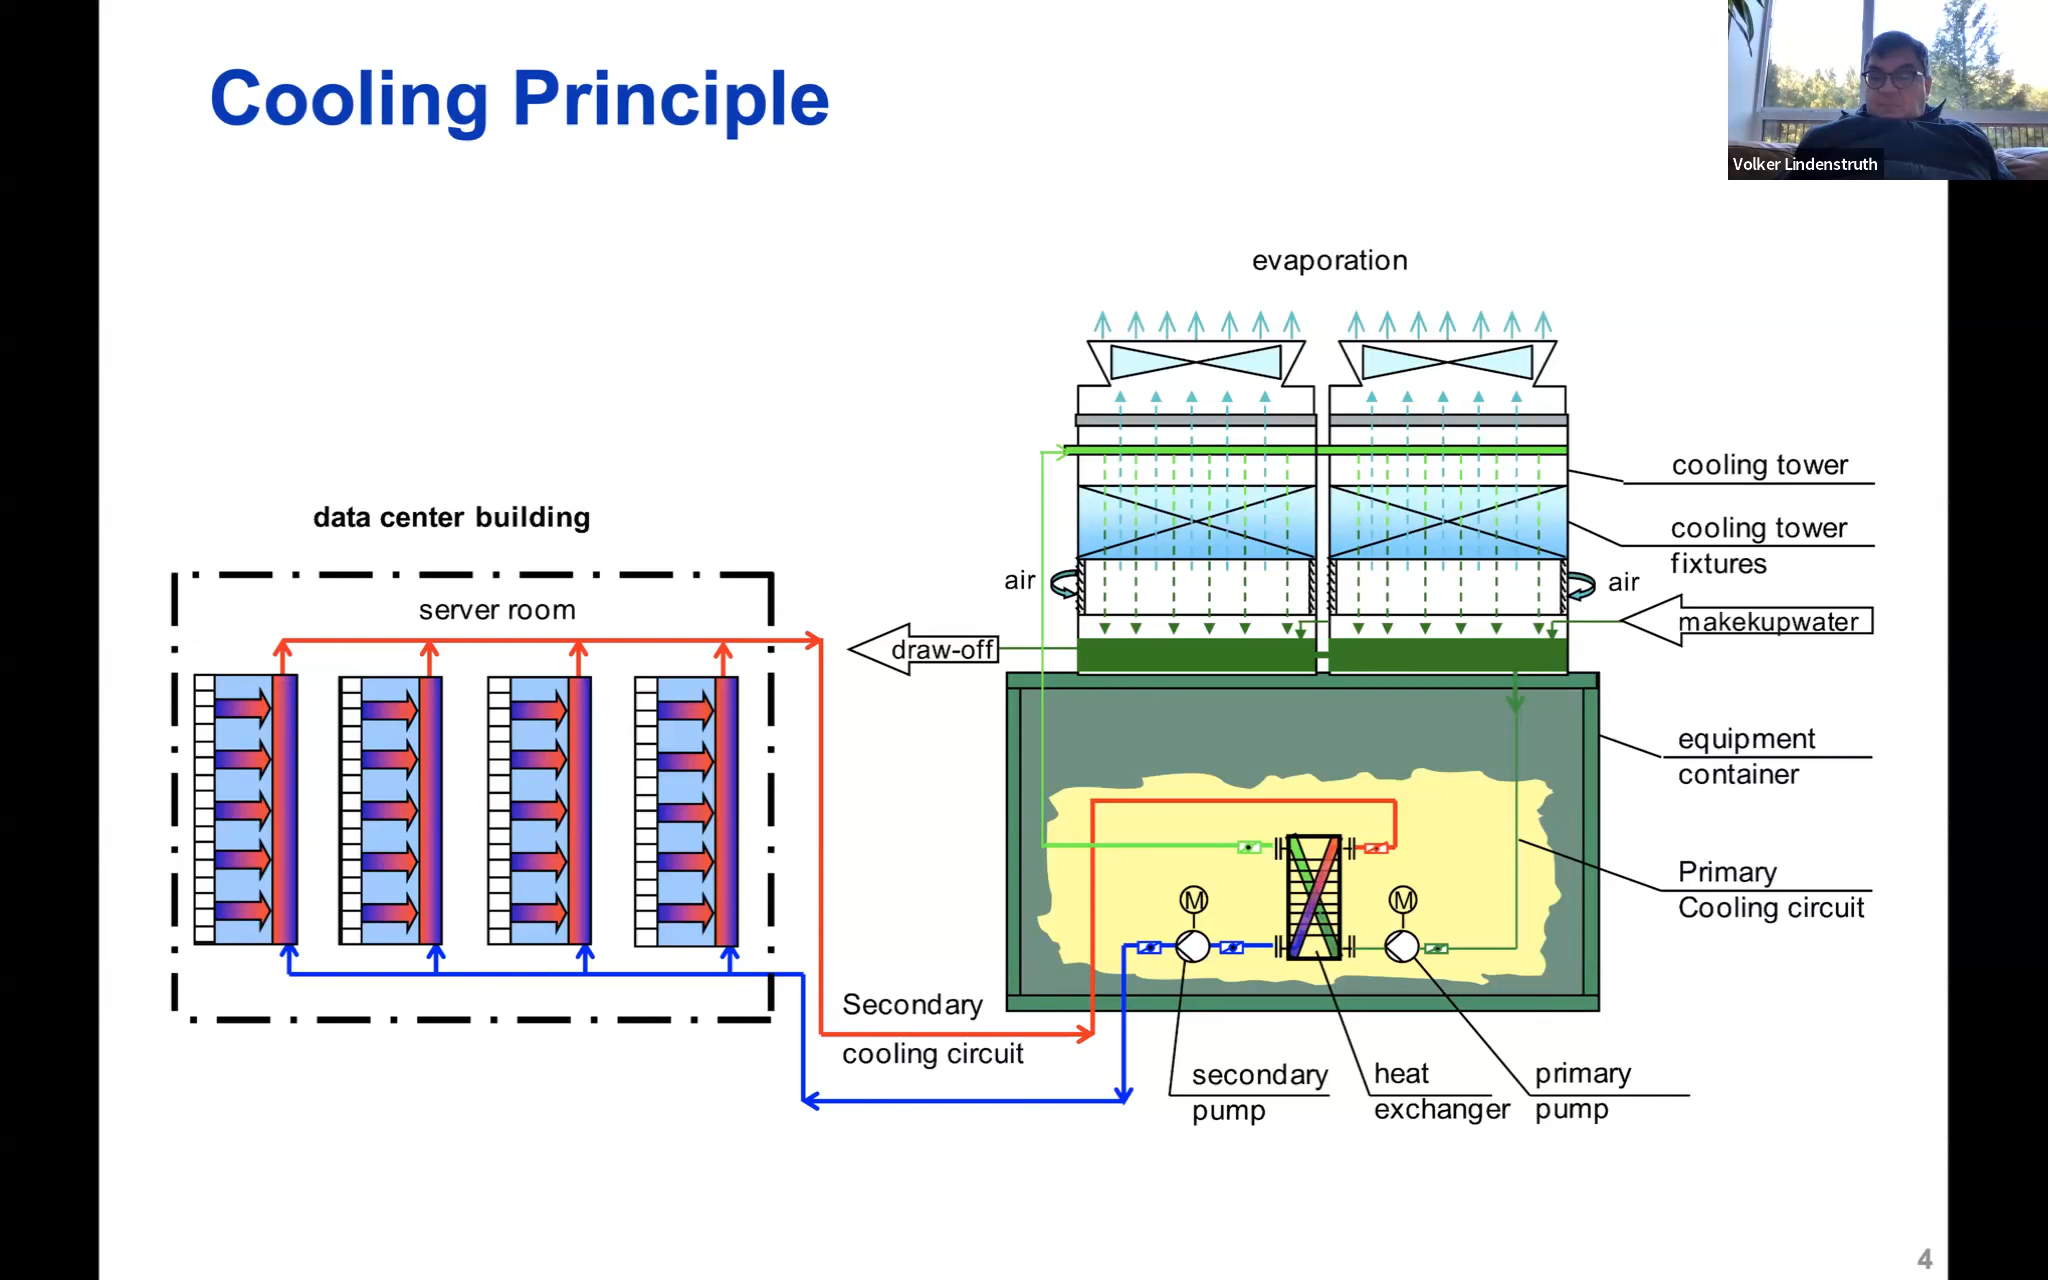 Cooling Principle
Volker Lindenstruth
evaporation
cooling tower
data center building
cooling tower
fixtures
air
air
server room
makekupwater
draw-off
equipment
container
Primary
Cooling circuit
M
M
Secondary
cooling circuit
secondary
pump
heat
exchanger
primary
pump
4